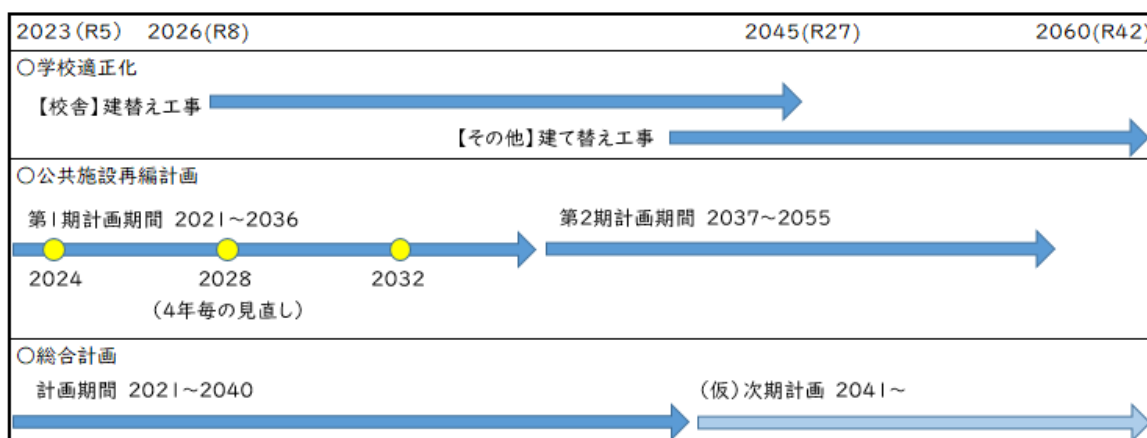 2023(R5) 2026(R8) 2045(R27) 2060(R42)
○学校適正化
【校舎】建替え工事
【その他】建て替え工事
○公共施設再編計画
第1期計画期間 2021~2036 第2期計画期間 2037~2055
2024 2028 2032
(4年毎の見直し)
○総合計画
計画期間 2021~2040 (仮)次期計画 2041~